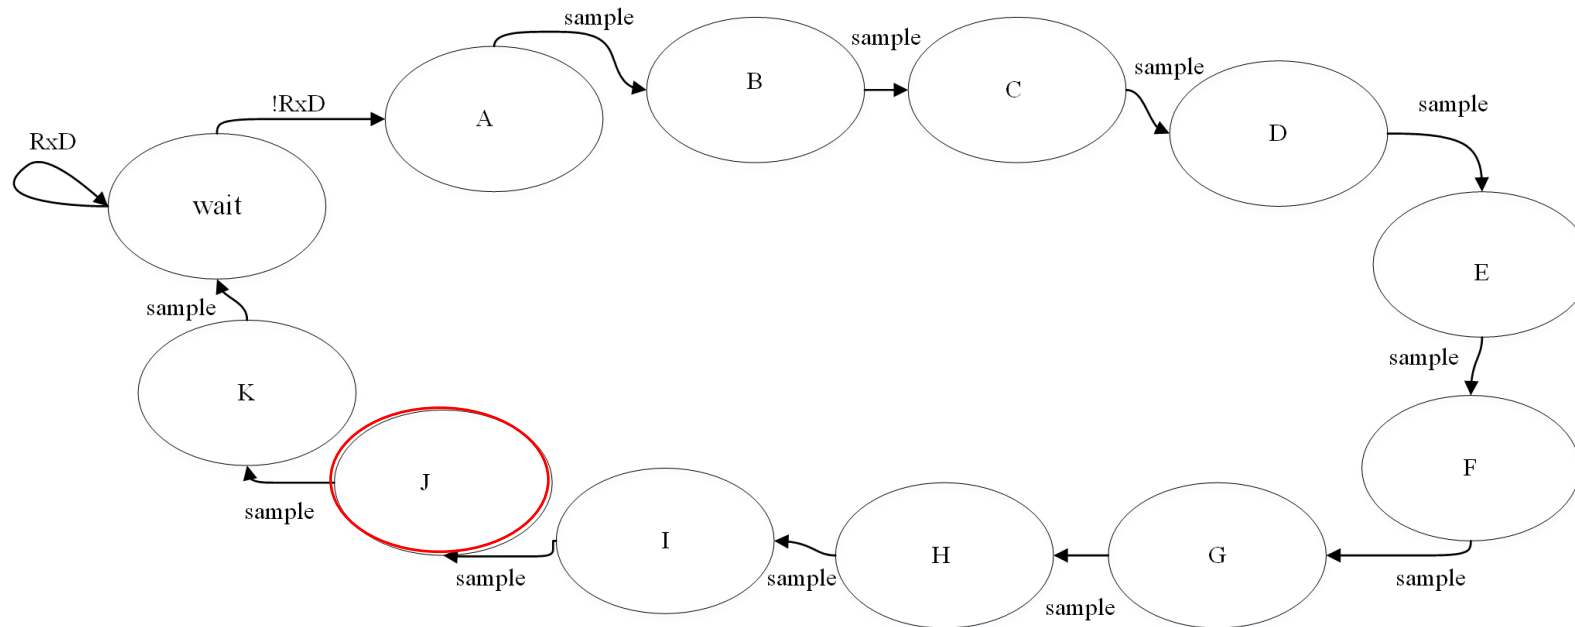 sample
B
sample
C
sample
sample
!RxD
A
D
RxD
wait
E
sample
sample
K
F
J
sample
I
H
G
sample
sample
sample
sample